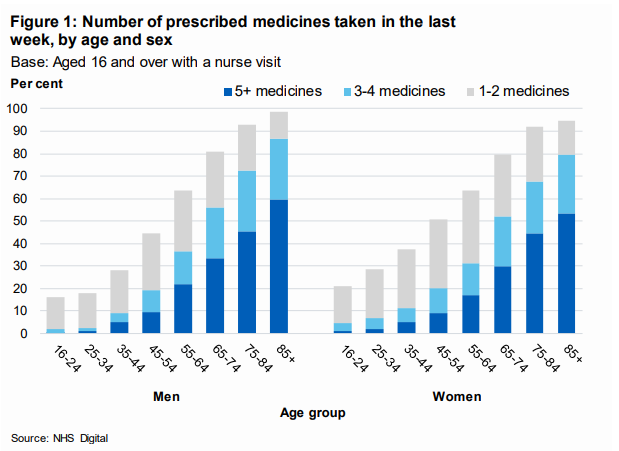 Figure 1: Number of prescribed medicines taken in the last
week, by age and sex
Base: Aged 16 and over with a nurse visit
Per cent
5+ medicines 3-4 medicines 1-2 medicines
100
90
80
70
60
50
40
30
20
10
0
16-24 25-34 35-44 45-54 55-64 65-74 75-84 85+ 16-24 25-34 35-44 45-54 55-64 65-74 75-84 85+
Men Women
Age group
Source: NHS Digital